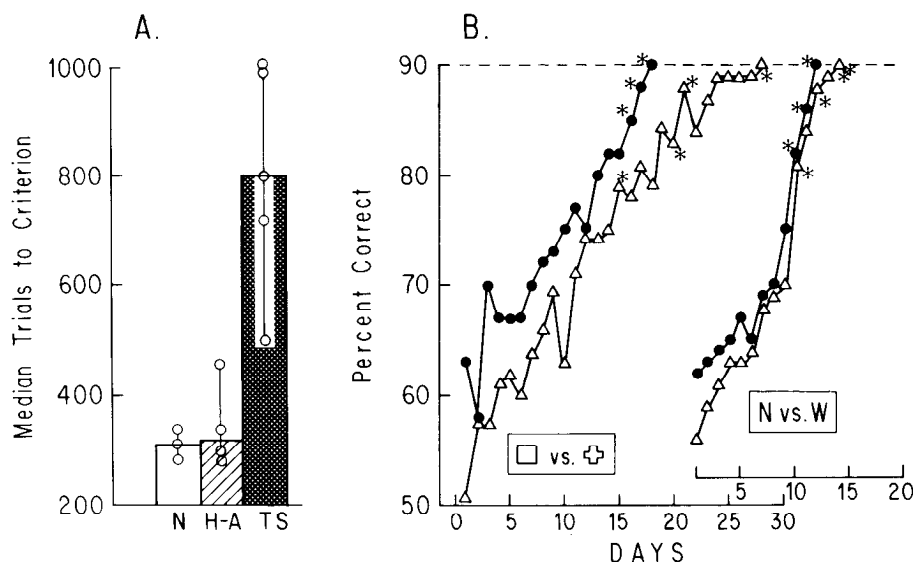 A.
Median Trials to Criterion
1000
800
600
400
200
N H-A TS
B.
Percent Correct
90
80
70
60
50
vs.
N vs. W
5 10 15 20
0 5 10 15 20 25 30
DAYS